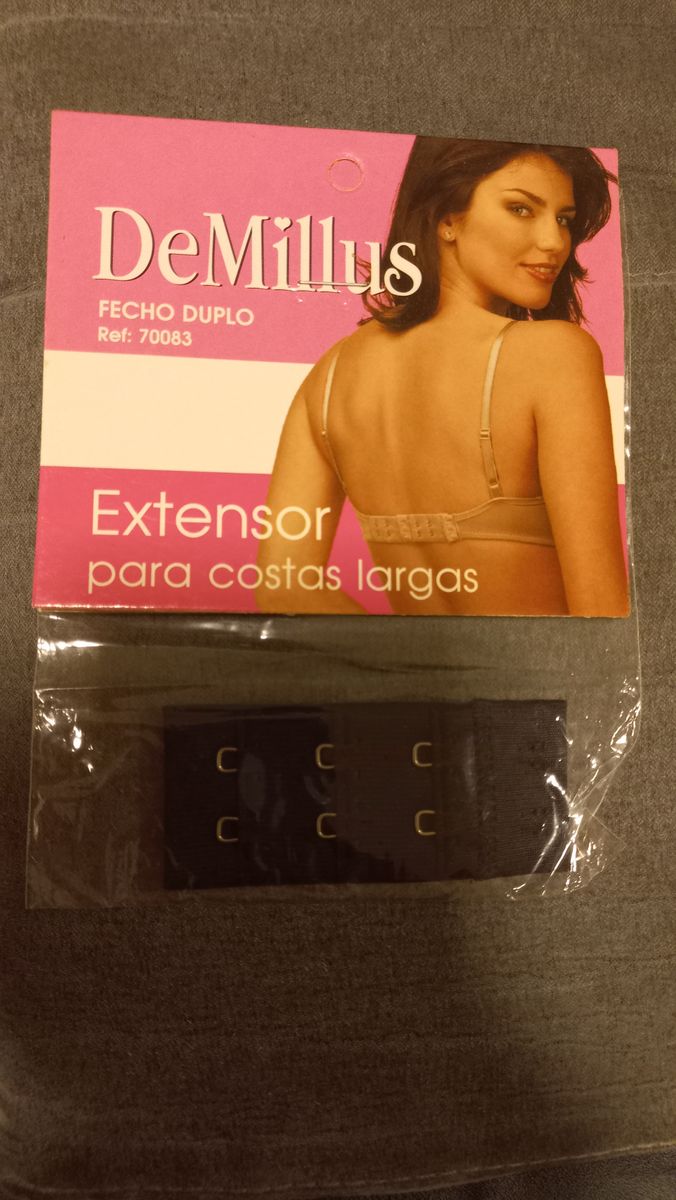 DeMillus
FECHO DUPLO
Ref: 70083
Extensor
para costas largas